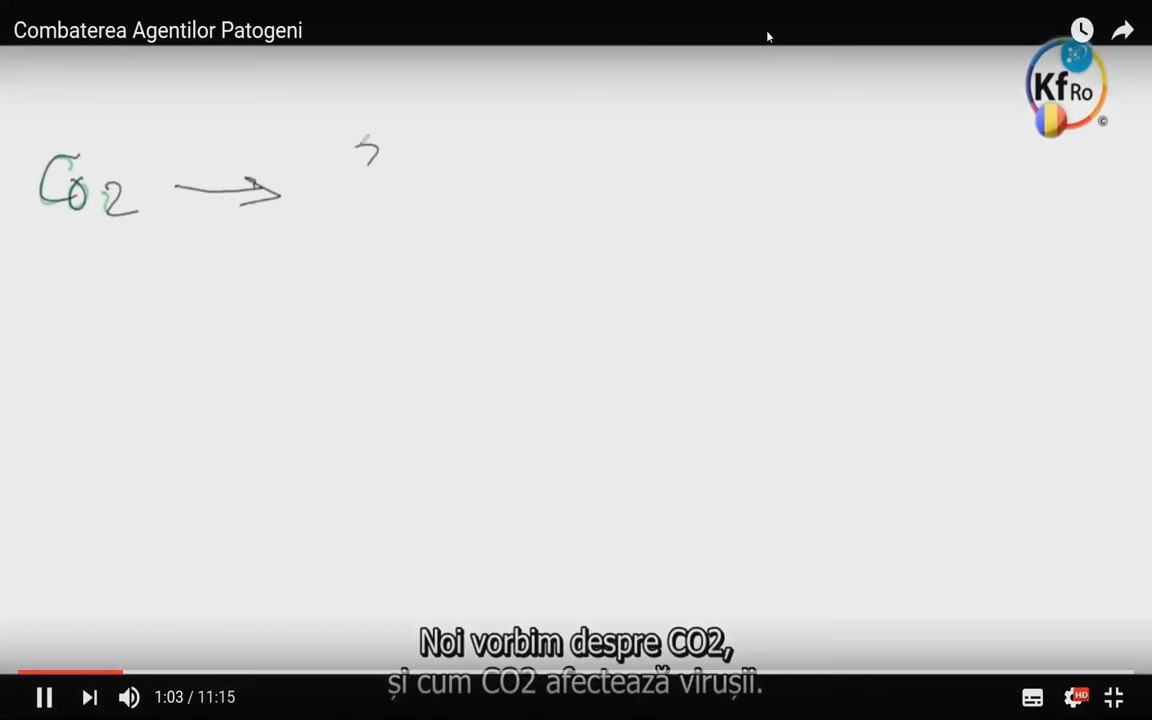 Combaterea Agentilor Patogeni
Kf Ro
©
Co2
Noi vorbim despre CO2,
și cum CO2 afectează virușii.
1:03 / 11:15
HD